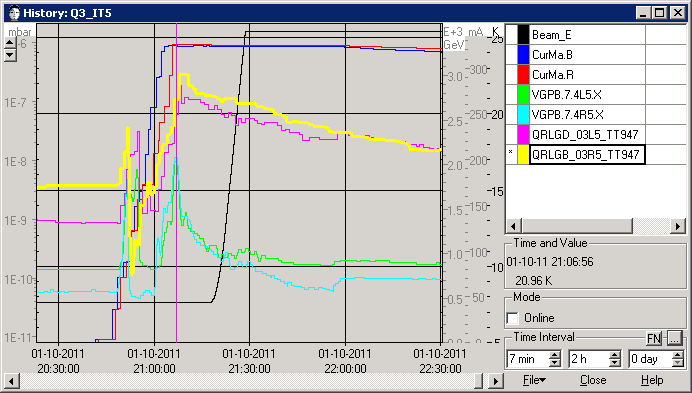 History: Q3_IT5
mbar
E+3 mA K
GeV
E-6
1E-7
1E-8
1E-9
1E-10
1E-11
3.0
2.5
2.0
1.5
1.0
0.5
0.0
350
300
250
200
150
100
50
0
25
20
15
10
5
01-10-2011 01-10-2011 01-10-2011 01-10-2011 01-10-2011
20:30:00 21:00:00 21:30:00 22:00:00 22:30:00
Beam_E
CurMa.B
CurMa.R
VGPB.7.4L5.X
VGPB.7.4R5.X
QRLGD_03L5_TT947
* QRLGB_03R5_TT947
Time and Value
01-10-11 21:06:56
20.96 K
Mode
Online
Time Interval FN ...
7 min 2 h 0 day
File Close Help